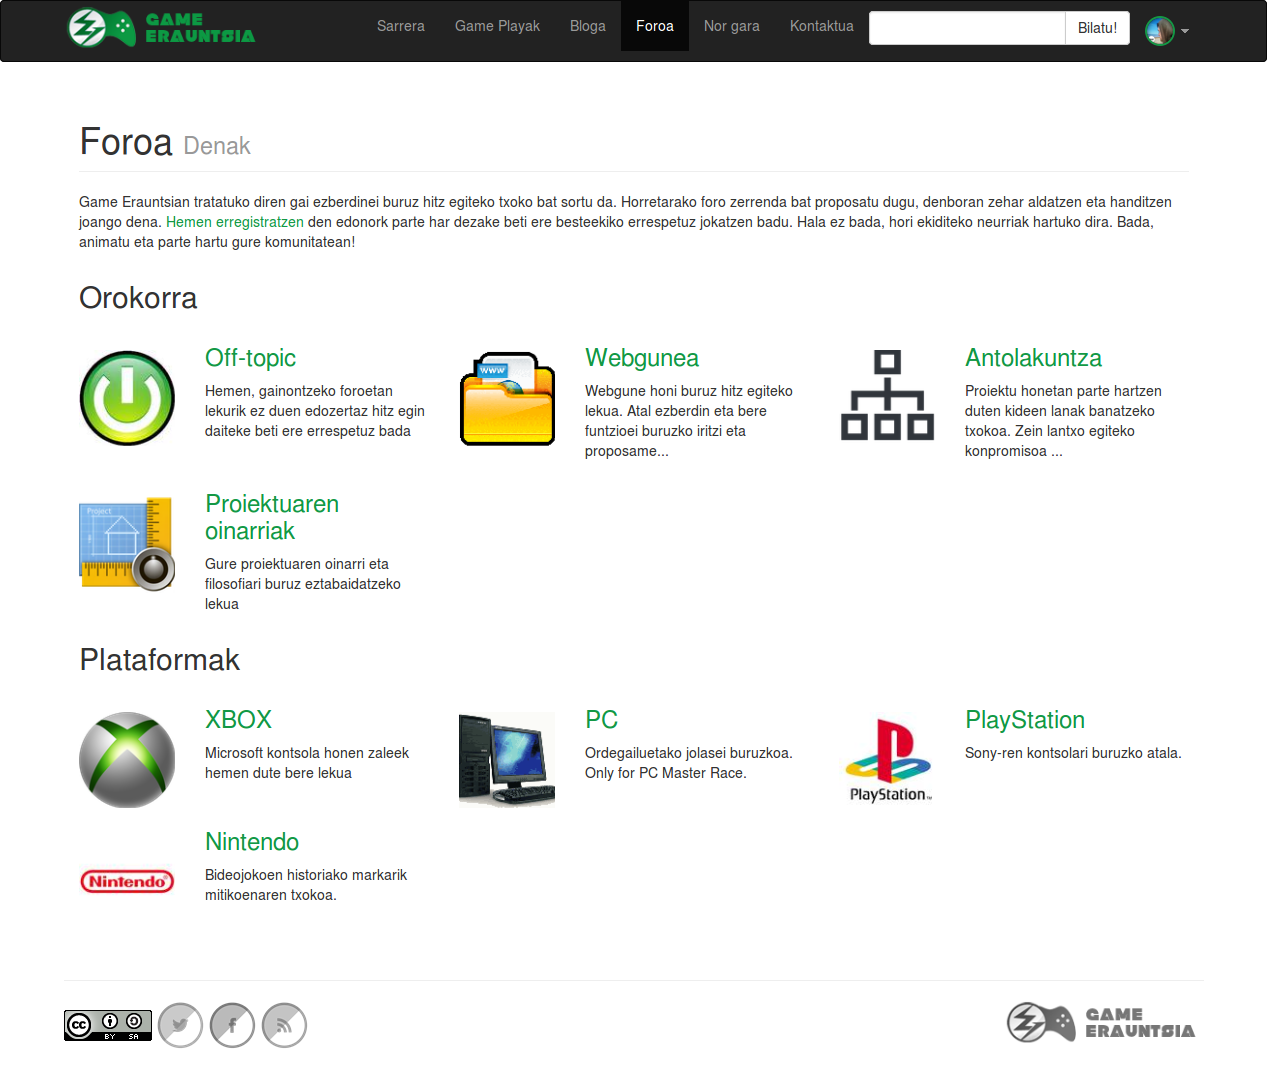 GAME
ERAUNTSIA
Sarrera Game Playak Bloga Foroa Nor gara Kontaktua Bilatu!
Foroa Denak
Game Erauntsian tratatuko diren gai ezberdinei buruz hitz egiteko txoko bat sortu da. Horretarako foro zerrenda bat proposatu dugu, denboran zehar aldatzen eta handitzen
joango dena. Hemen erregistratzen den edonork parte har dezake beti ere besteekiko errespetuz jokatzen badu. Hala ez bada, hori ekiditeko neurriak hartuko dira. Bada,
animatu eta parte hartu gure komunitatean!
Orokorra
Off-topic
Hemen, gainontzeko foroetan
lekurik ez duen edozertaz hitz egin
daiteke beti ere errespetuz bada
www
Webgunea
Webgune honi buruz hitz egiteko
lekua. Atal ezberdin eta bere
funtzioei buruzko iritzi eta
proposame...
Antolakuntza
Proiektu honetan parte hartzen
duten kideen lanak banatzeko
txokoa. Zein lantxo egiteko
konpromisoa ...
Project
Proiektuaren
oinarriak
Gure proiektuaren oinarri eta
filosofiari buruz eztabaidatzeko
lekua
Plataformak
XBOX
Microsoft kontsola honen zaleek
hemen dute bere lekua
PC
Ordegailuetako jolasei buruzkoa.
Only for PC Master Race.
PlayStation
PlayStation
Sony-ren kontsolari buruzko atala.
Nintendo
Nintendo
Bideojokoen historiako markarik
mitikoenaren txokoa.
cc BY SA
GAME
ERAUNTSIA